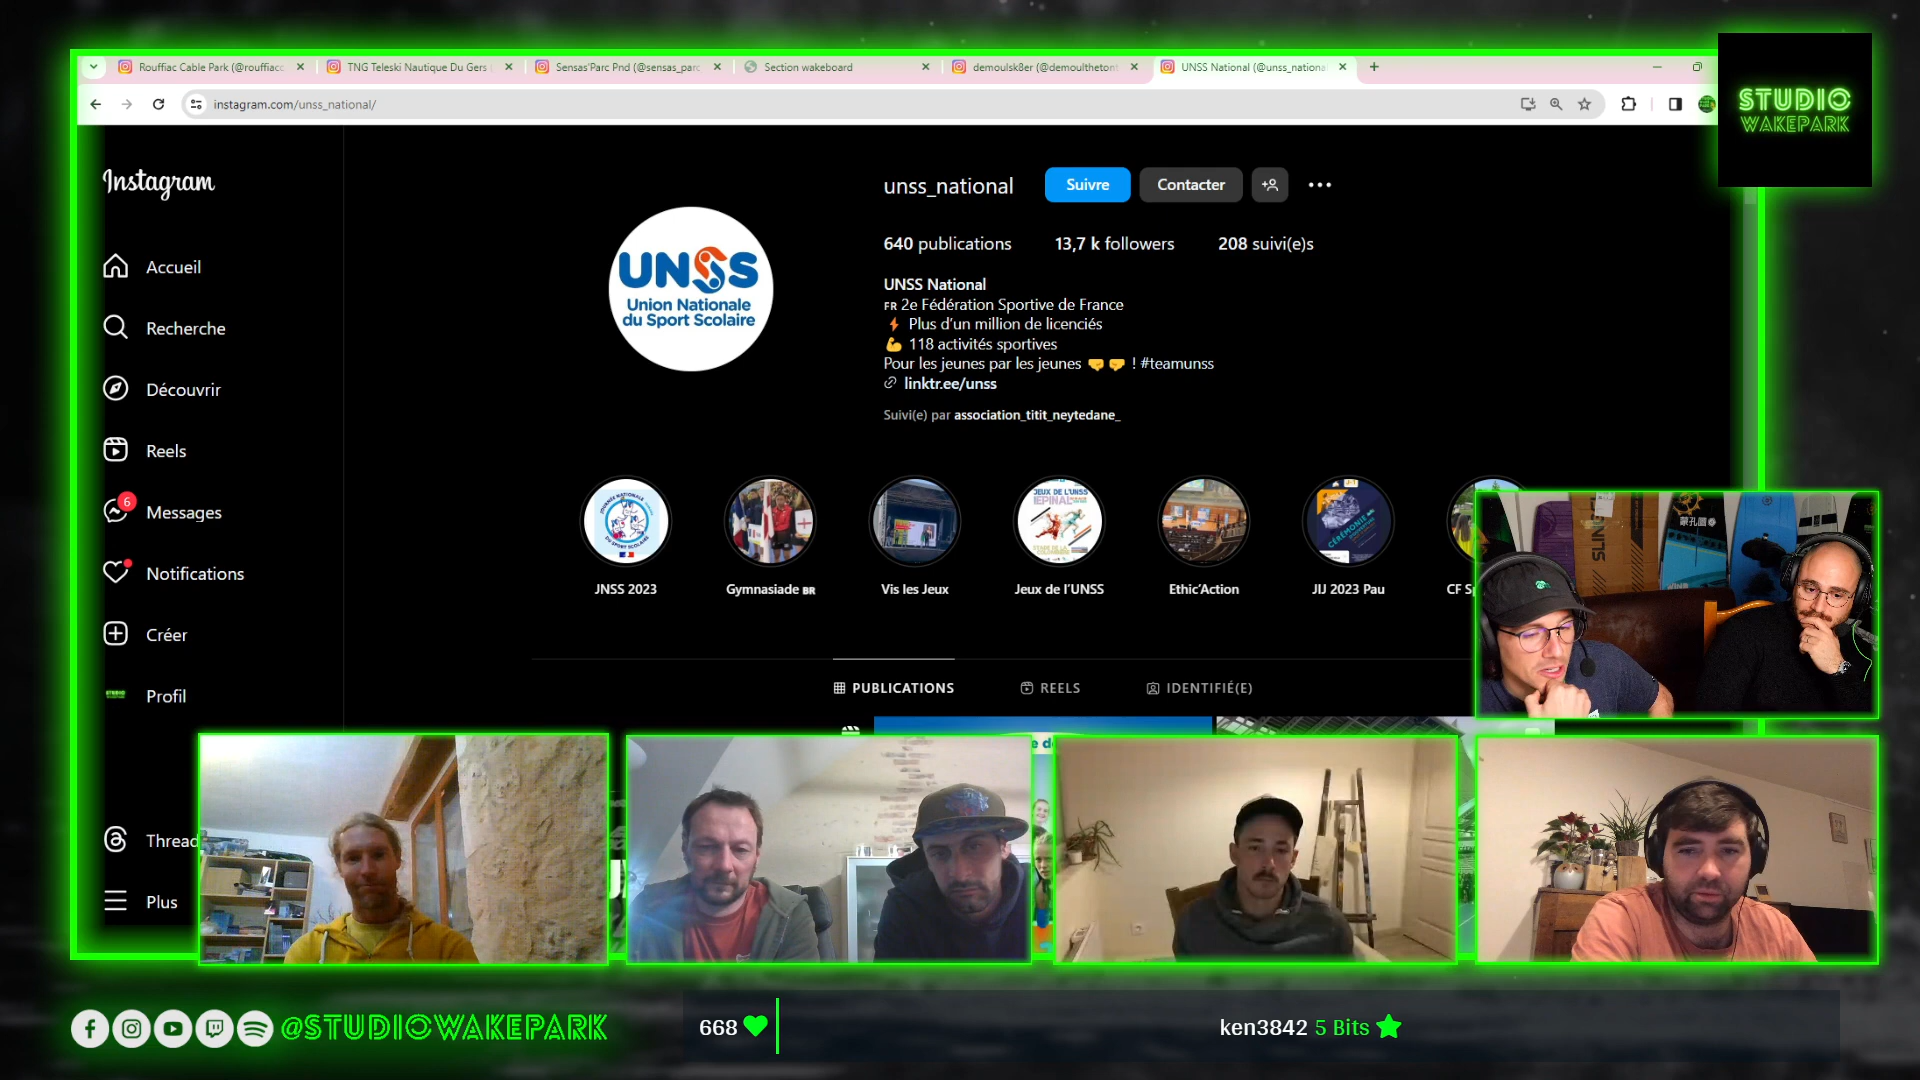 Rouffiac Cable Park (@rouffiacc
TNG Teleski Nautique Du Gers
Sensas'Parc Pnd (@sensas_parc
Section wakeboard
demoulsk8er (@demoulthetont
UNSS National (@unss_national
instagram.com/unss_national/
STUDIO
WAKEPARK
Instagram
Accueil
Recherche
Découvrir
Reels
6
Messages
Notifications
Créer
Profil
Thread
Plus
UNSS
Union Nationale
du Sport Scolaire
unss_national
Suivre
Contacter
640 publications
13,7 k followers
208 suivi(e)s
UNSS National
FR 2e Fédération Sportive de France
⚡ Plus d'un million de licenciés
💪 118 activités sportives
Pour les jeunes par les jeunes 🤜🤛 ! #teamunss
linktr.ee/unss
Suivi(e) par association_titit_neytedane_
JNSS 2023
Gymnasiade BR
Vis les Jeux
Jeux de l'UNSS
Ethic'Action
JIJ 2023 Pau
CF Sp
PUBLICATIONS
REELS
IDENTIFIÉ(E)
@STUDIOWAKEPARK
668
ken3842 5 Bits